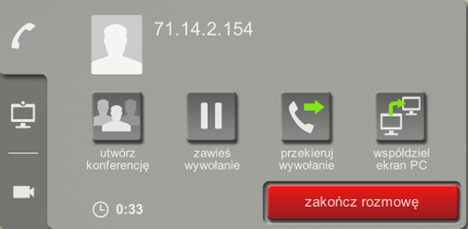 71.14.2.154
utwórz
konferencję
zawieś
wywołanie
przekieruj
wywołanie
współdziel
ekran PC
0:33
zakończ rozmowę